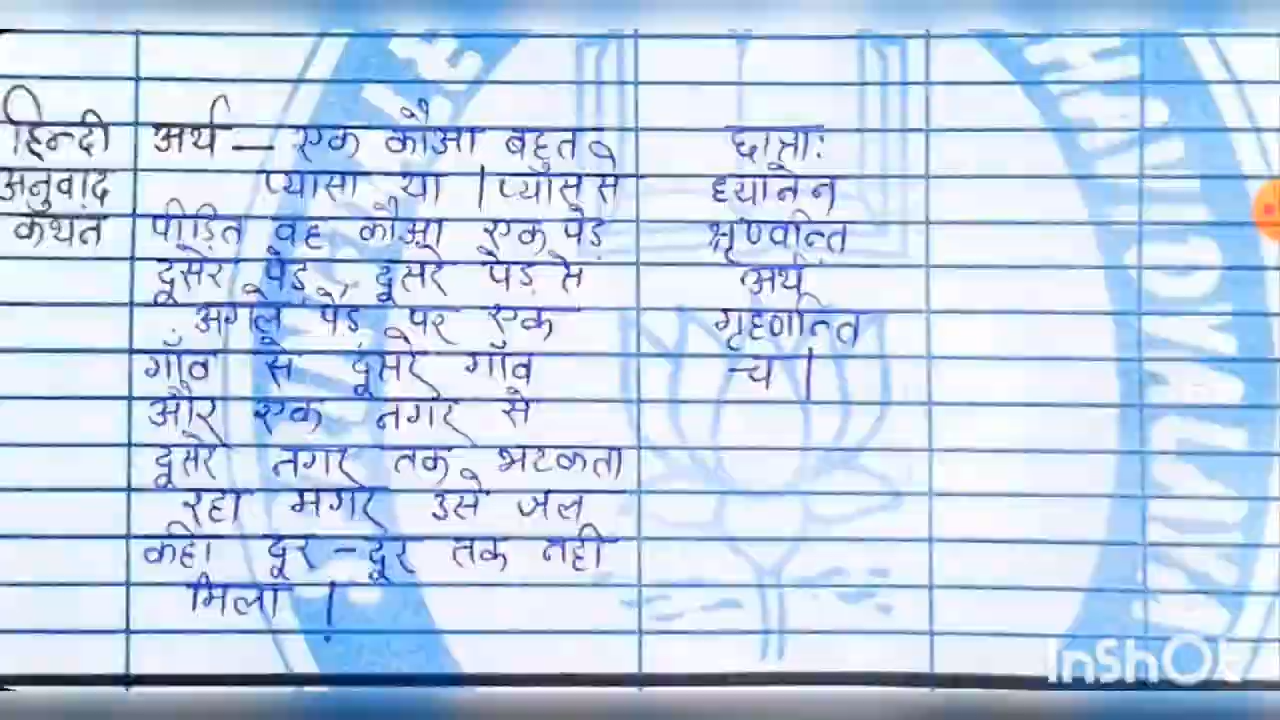 हिन्दी
अनुवाद
कथन
अर्थ — एक कौआ बहुत
प्यासा था । प्यास से
पीड़ित वह कौआ एक पेड़
दूसरे पेड़, दूसरे पेड़ से
अगले पेड़ पर एक
गाँव से दूसरे गाँव
और एक नगर से
दूसरे नगर तक भटकता
रहा मगर उसे जल
कही दूर-दूर तक नही
मिला ।
छात्राः
ध्यानेन
श्रृण्वन्ति
अर्थ
गृहणन्ति
च ।
InShOt